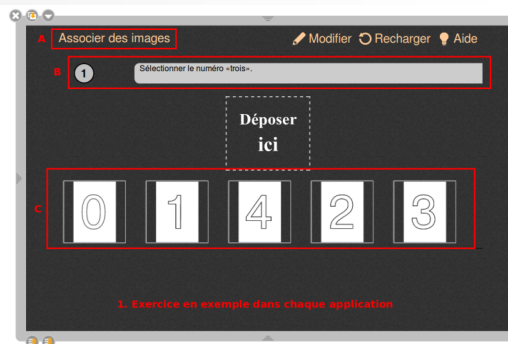 A Associer des images Modifier Recharger Aide
B 1 Sélectionner le numéro «trois».
Déposer
ici
C 0 1 4 2 3
1. Exercice en exemple dans chaque application